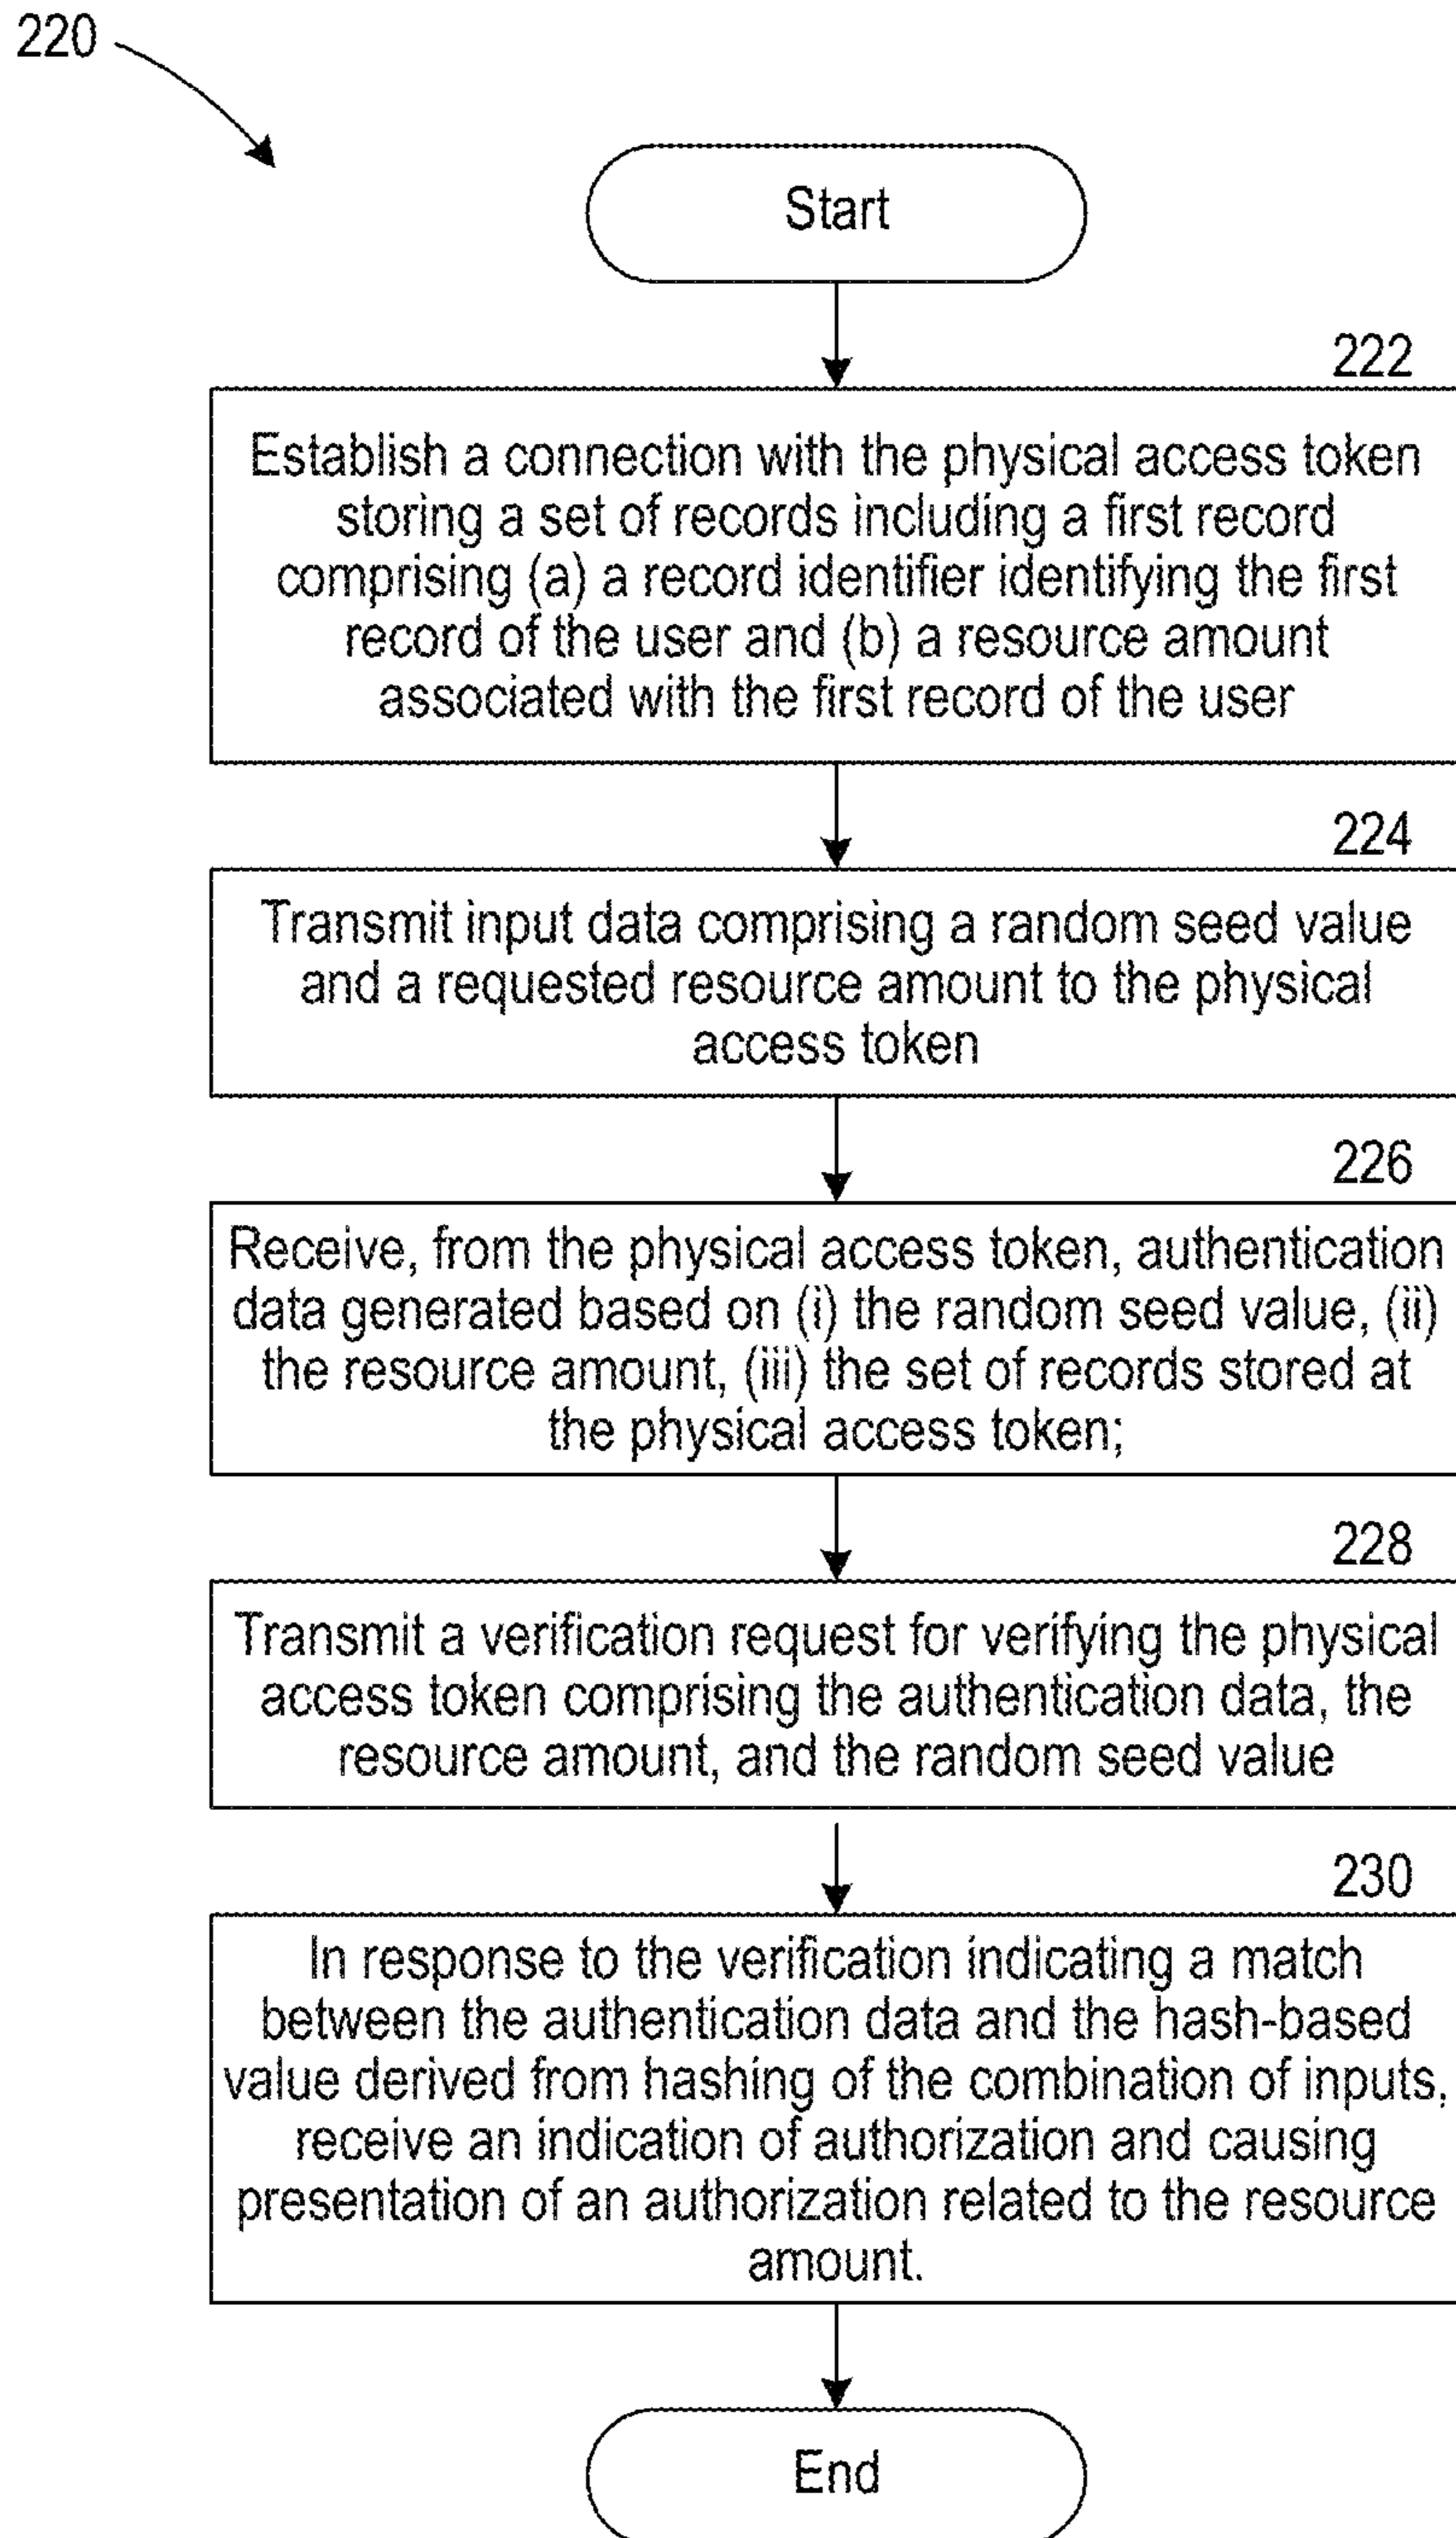 220
Start
222
Establish a connection with the physical access token
storing a set of records including a first record
comprising (a) a record identifier identifying the first
record of the user and (b) a resource amount
associated with the first record of the user
224
Transmit input data comprising a random seed value
and a requested resource amount to the physical
access token
226
Receive, from the physical access token, authentication
data generated based on (i) the random seed value, (ii)
the resource amount, (iii) the set of records stored at
the physical access token;
228
Transmit a verification request for verifying the physical
access token comprising the authentication data, the
resource amount, and the random seed value
230
In response to the verification indicating a match
between the authentication data and the hash-based
value derived from hashing of the combination of inputs,
receive an indication of authorization and causing
presentation of an authorization related to the resource
amount.
End